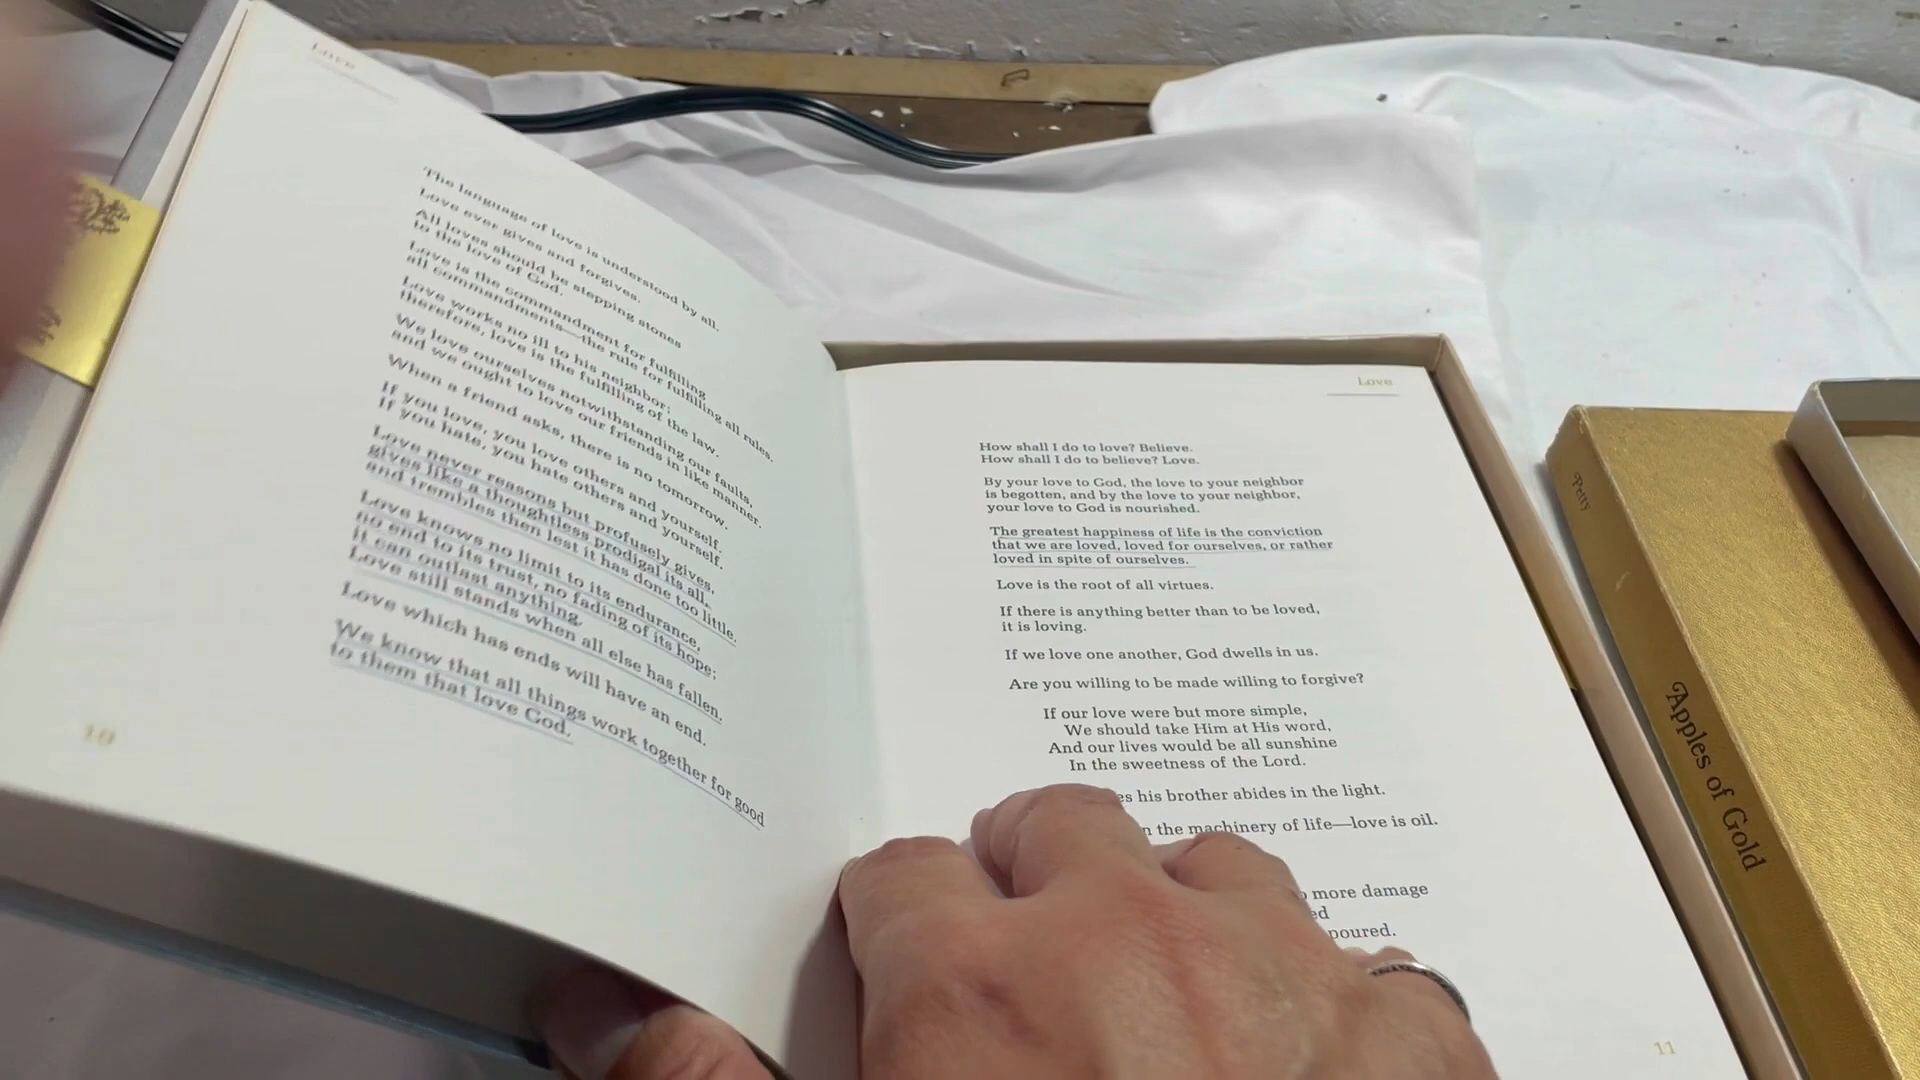 Love
The language of love is understood by all.
Love ever gives and forgives.
All loves should be stepping stones
to the love of God.
Love is the commandment for fulfilling
all commandments—the rule for fulfilling all rules.
Love works no ill to his neighbor;
therefore, love is the fulfilling of the law.
We love ourselves notwithstanding our faults,
and we ought to love our friends in like manner.
When a friend asks, there is no tomorrow.
If you love, you love others and yourself.
If you hate, you hate others and yourself.
Love never reasons but profusely gives,
gives like a thoughtless prodigal its all,
and trembles then lest it has done too little.
Love knows no limit to its endurance,
no end to its trust, no fading of its hope;
it can outlast anything.
Love still stands when all else has fallen.
Love which has ends will have an end.
We know that all things work together for good
to them that love God.
10
Love
How shall I do to love? Believe.
How shall I do to believe? Love.
By your love to God, the love to your neighbor
is begotten, and by the love to your neighbor,
your love to God is nourished.
The greatest happiness of life is the conviction
that we are loved, loved for ourselves, or rather
loved in spite of ourselves.
Love is the root of all virtues.
If there is anything better than to be loved,
it is loving.
If we love one another, God dwells in us.
Are you willing to be made willing to forgive?
If our love were but more simple,
We should take Him at His word,
And our lives would be all sunshine
In the sweetness of the Lord.
es his brother abides in the light.
n the machinery of life—love is oil.
more damage
ed
poured.
11
Petty
Apples of Gold